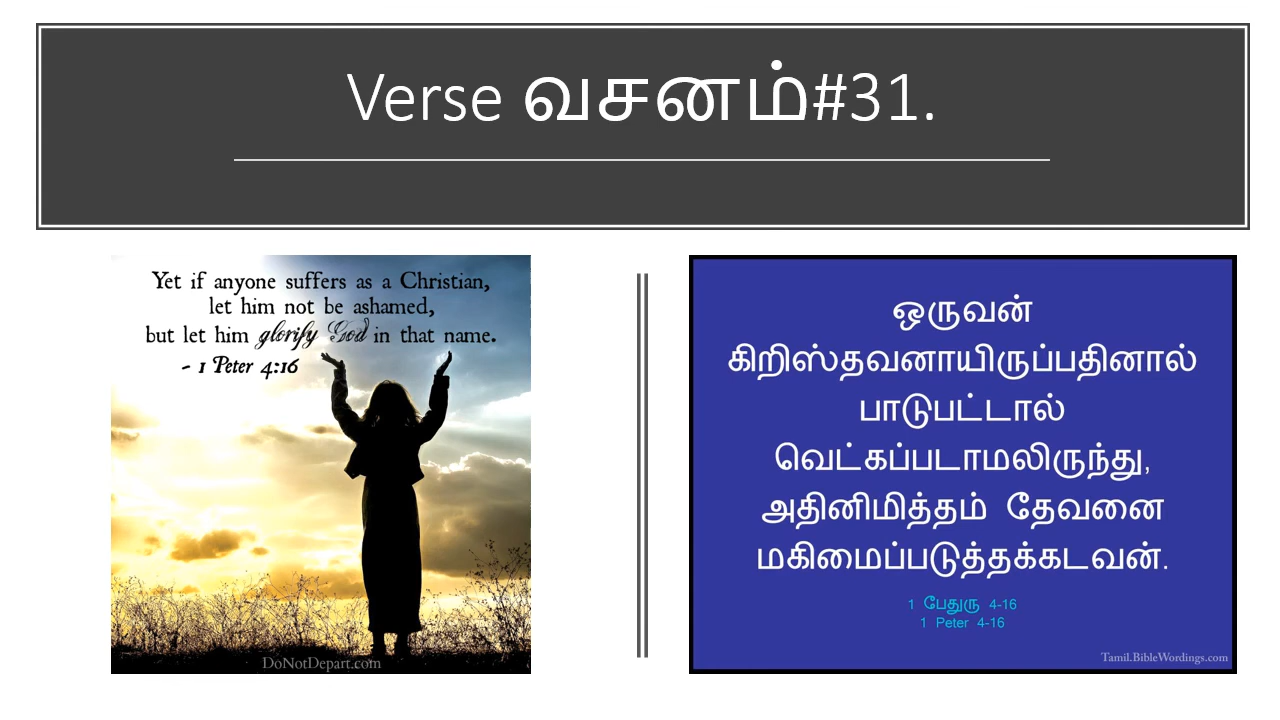 Verse வசனம்#31.
Yet if anyone suffers as a Christian,
let him not be ashamed,
but let him glorify God in that name.
- 1 Peter 4:16
DoNotDepart.com
ஒருவன்
கிறிஸ்தவனாயிருப்பதினால்
பாடுபட்டால்
வெட்கப்படாமலிருந்து,
அதினிமித்தம் தேவனை
மகிமைப்படுத்தக்கடவன்.
1 பேதுரு 4-16
1 Peter 4-16
Tamil.BibleWordings.com